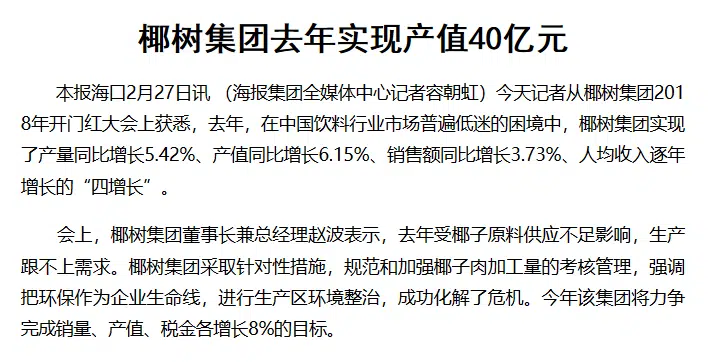 椰树集团去年实现产值40亿元
本报海口2月27日讯 （海报集团全媒体中心记者容朝虹）今天记者从椰树集团201
8年开门红大会上获悉，去年，在中国饮料行业市场普遍低迷的困境中，椰树集团实现
了产量同比增长5.42%、产值同比增长6.15%、销售额同比增长3.73%、人均收入逐年
增长的“四增长”。
会上，椰树集团董事长兼总经理赵波表示，去年受椰子原料供应不足影响，生产
跟不上需求。椰树集团采取针对性措施，规范和加强椰子肉加工量的考核管理，强调
把环保作为企业生命线，进行生产区环境整治，成功化解了危机。今年该集团将力争
完成销量、产值、税金各增长8%的目标。